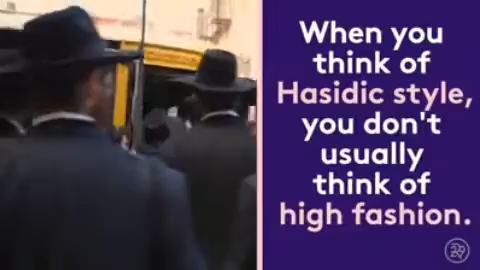 When you
think of
Hasidic style,
you don't
usually
think of
high fashion.